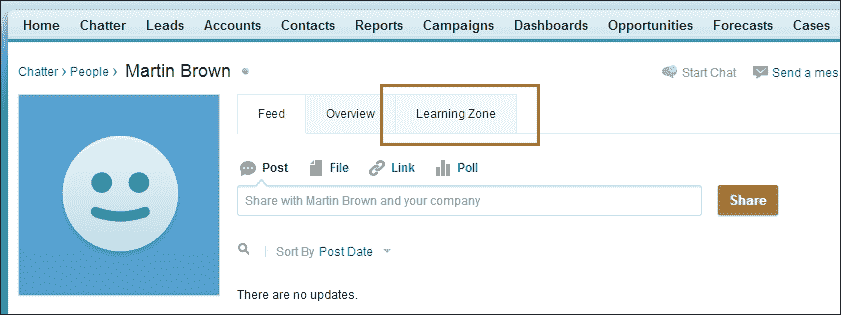 Home Chatter Leads Accounts Contacts Reports Campaigns Dashboards Opportunities Forecasts Cases
Chatter › People › Martin Brown Start Chat Send a mes
Feed Overview Learning Zone
Post File Link Poll
Share with Martin Brown and your company Share
Sort By Post Date
There are no updates.